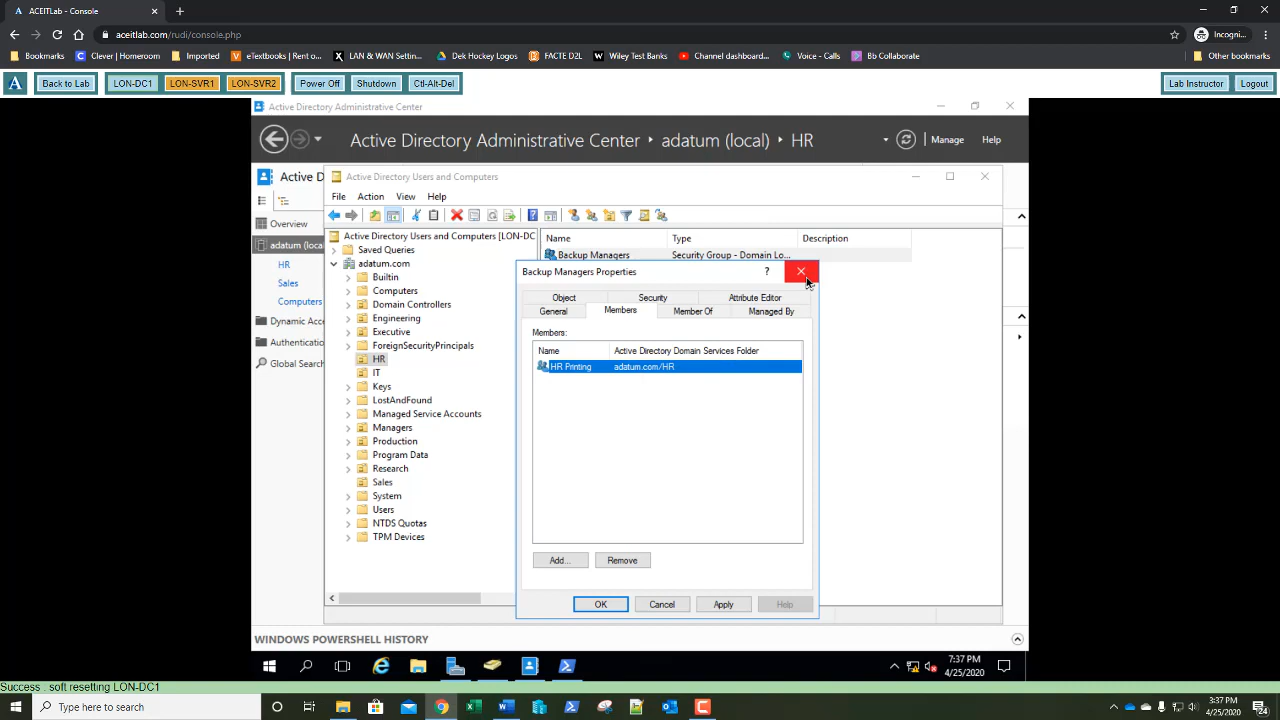 ACEITLab - Console
aceitlab.com/rudi/console.php
Incogni...
Bookmarks
Clever | Homeroom
Imported
eTextbooks | Rent o...
LAN & WAN Settin...
Dek Hockey Logos
FACTE D2L
Wiley Test Banks
Channel dashboard...
Voice - Calls
Bb Collaborate
Other bookmarks
A
Back to Lab
LON-DC1
LON-SVR1
LON-SVR2
Power Off
Shutdown
Ctl-Alt-Del
Lab Instructor
Logout
Active Directory Administrative Center
Active Directory Administrative Center
adatum (local)
HR
Manage
Help
Active D
Overview
adatum (loca
HR
Sales
Computers
Dynamic Acce
Authenticatio
Global Search
Active Directory Users and Computers
File
Action
View
Help
Active Directory Users and Computers [LON-DC
Saved Queries
adatum.com
Builtin
Computers
Domain Controllers
Engineering
Executive
ForeignSecurityPrincipals
HR
IT
Keys
LostAndFound
Managed Service Accounts
Managers
Production
Program Data
Research
Sales
System
Users
NTDS Quotas
TPM Devices
Name
Type
Description
Backup Managers
Security Group - Domain Lo...
Backup Managers Properties
?
Object
Security
Attribute Editor
General
Members
Member Of
Managed By
Members:
Name
Active Directory Domain Services Folder
HR Printing
adatum.com/HR
Add...
Remove
OK
Cancel
Apply
Help
WINDOWS POWERSHELL HISTORY
7:37 PM
4/25/2020
Success . soft resetting LON-DC1
Type here to search
3:37 PM
4/25/2020